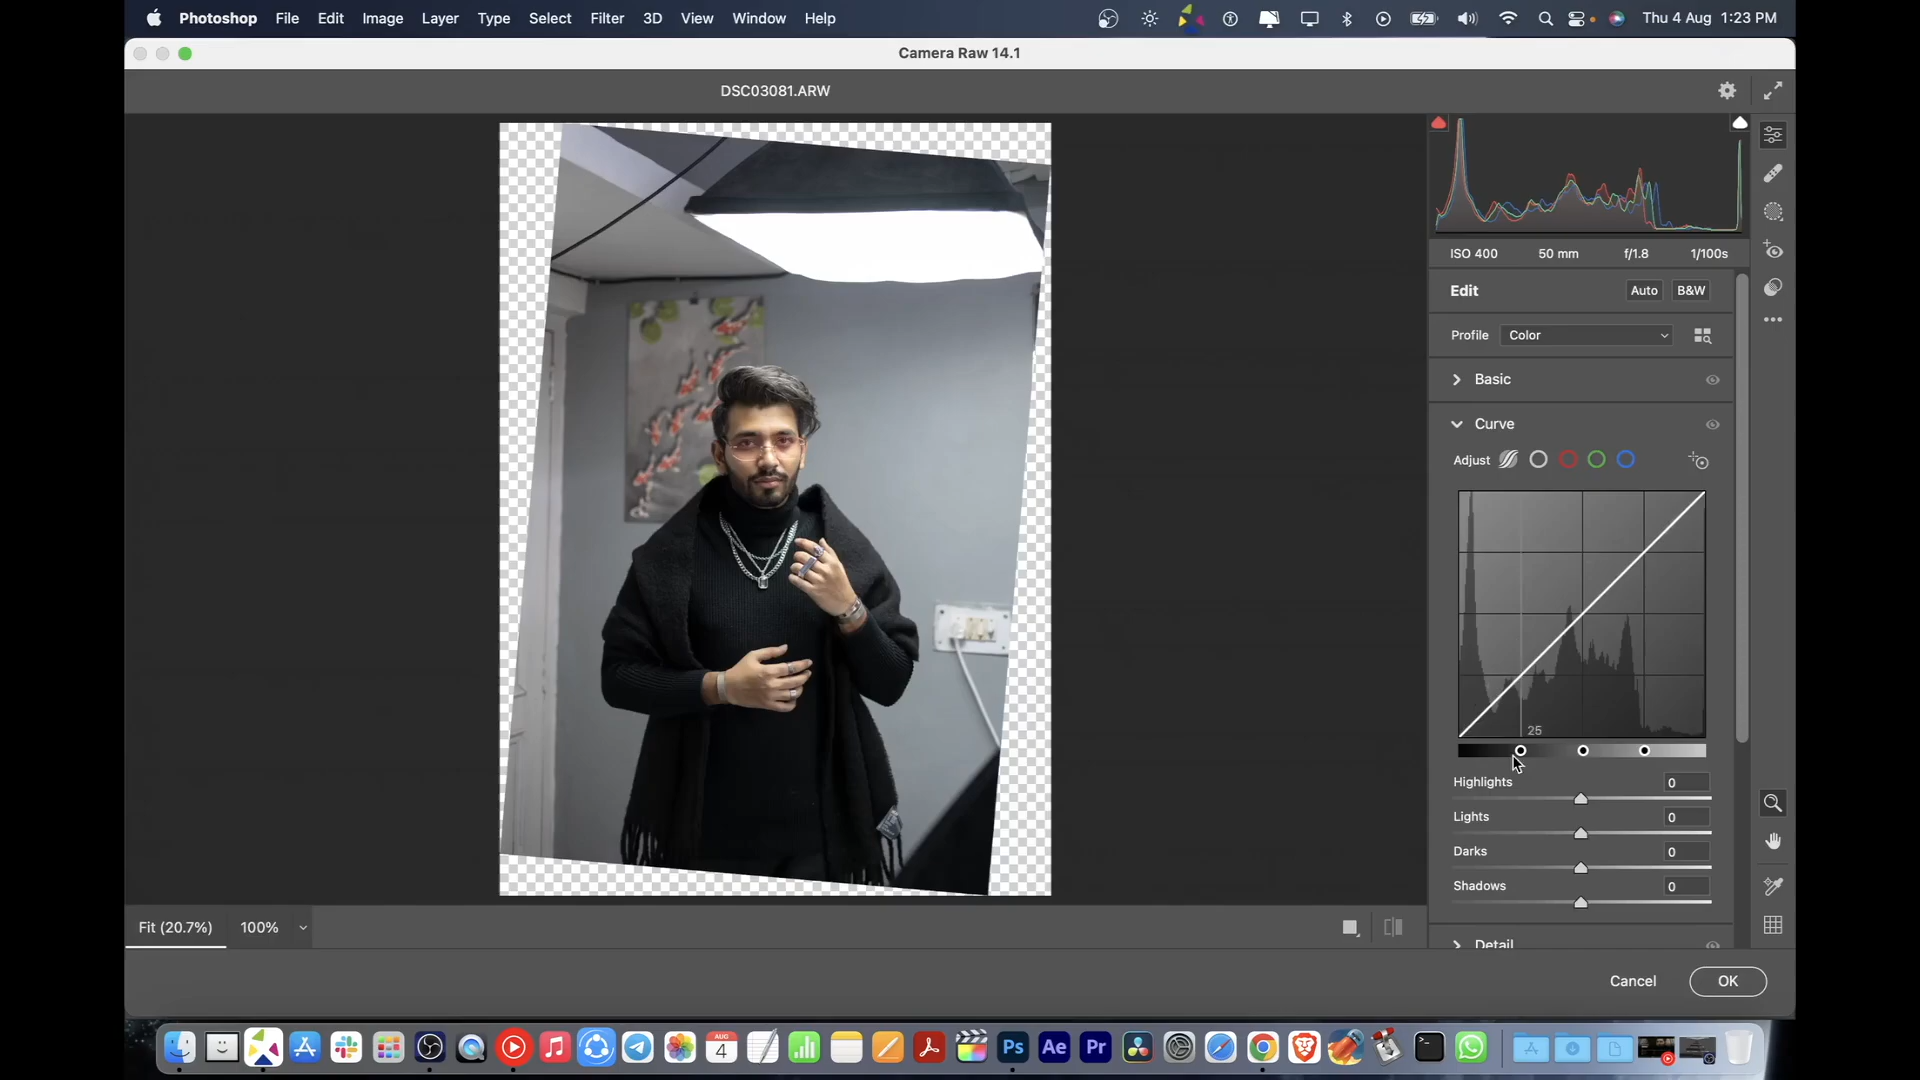 Photoshop File Edit Image Layer Type Select Filter 3D View Window Help Thu 4 Aug 1:23 PM
Camera Raw 14.1
DSC03081.ARW
ISO 400 50 mm f/1.8 1/100s
Edit Auto B&W
Profile Color
Basic
Curve
Adjust
25
Highlights 0
Lights 0
Darks 0
Shadows 0
Detail
Fit (20.7%) 100%
Cancel OK
AUG
4
Ps Ae Pr